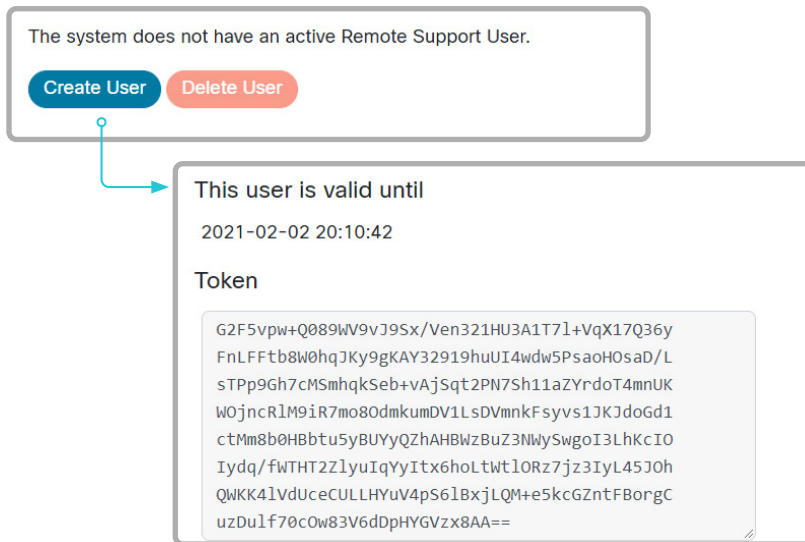 The system does not have an active Remote Support User.
Create User Delete User
This user is valid until
2021-02-02 20:10:42
Token
G2F5vpw+Q089WV9vJ9Sx/Ven321HU3A1T7l+VqX17Q36y
FnLFFtb8W0hqJKy9gKAY32919huUI4wdw5PsaoHOsaD/L
sTPp9Gh7cMSmhqkSeb+vAjSqt2PN7Sh11aZYrdoT4mnUK
WOjncRlM9iR7mo8OdmkumDV1LsDVmnkFsyvs1JKJdoGd1
ctMm8b0HBbtu5yBUYyQZhAHBWzBuZ3NWySwgoI3LhKcIO
Iydq/fWTHT2ZlyuIqYyItx6hoLtWtlORz7jz3IyL45JOh
QWKK4lVdUceCULLHYuV4pS6lBxjLQM+e5kcGZntFBorgC
uzDulf70cOw83V6dDpHYGVzx8AA==